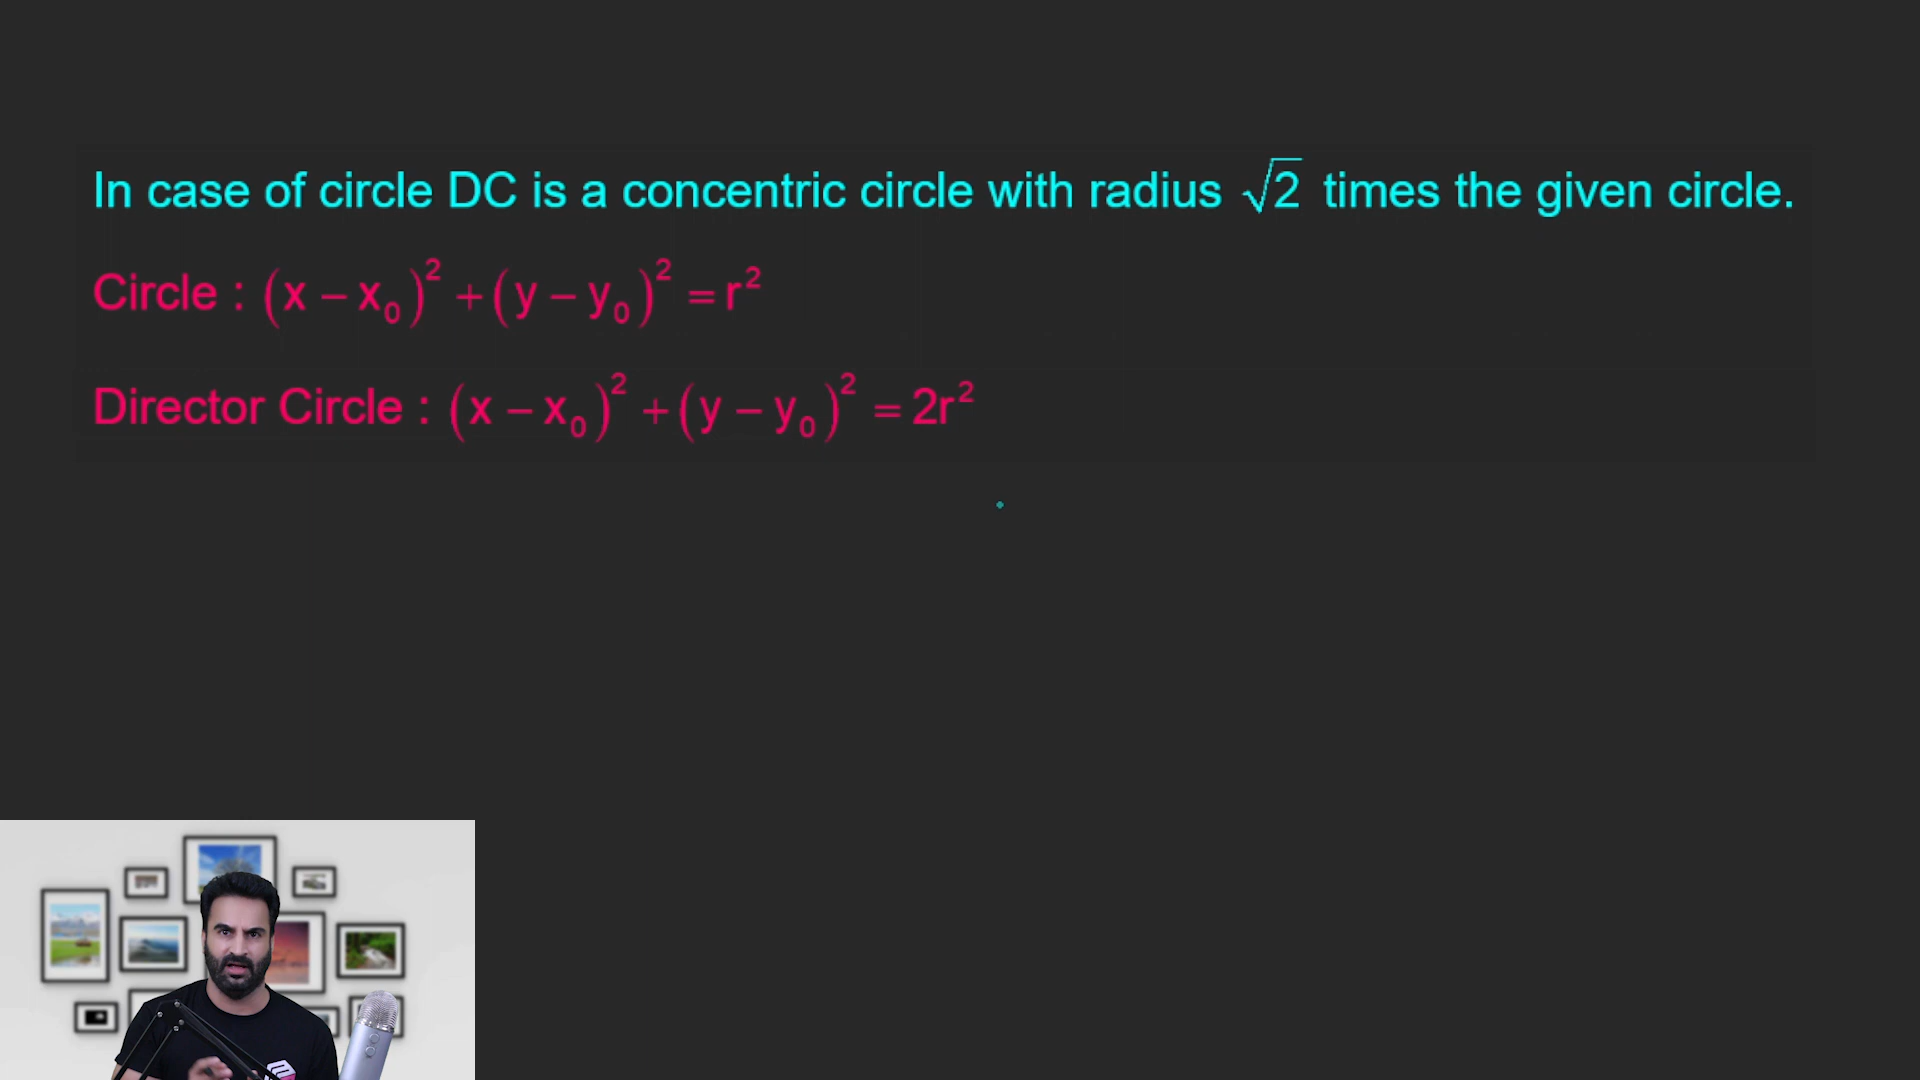 In case of circle DC is a concentric circle with radius √2 times the given circle.
Circle : (x − x₀)² + (y − y₀)² = r²
Director Circle : (x − x₀)² + (y − y₀)² = 2r²